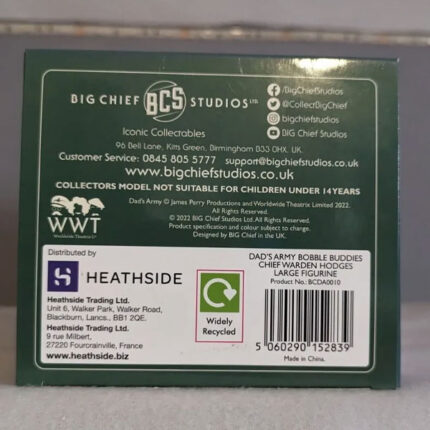 BIG CHIEF BCS STUDIOS LTD.
Iconic Collectables
/BigChiefStudios
@CollectBigChief
bigchiefstudios
BIG Chief Studios
96 Bell Lane, Kitts Green, Birmingham B33 0HX. UK.
Customer Service: 0845 805 5777 support@bigchiefstudios.co.uk
www.bigchiefstudios.co.uk
COLLECTORS MODEL NOT SUITABLE FOR CHILDREN UNDER 14YEARS
WWT
Worldwide Theatrix Ltd
Dad's Army © James Perry Productions and Worldwide Theatrix Limited 2022.
All Rights Reserved.
© 2022 BIG Chief Studios Ltd. All Rights Reserved.
Product specification and colour subject to change.
Designed by BIG Chief in the UK.
Distributed by
HEATHSIDE
Heathside Trading Ltd.
Unit 6, Walker Park, Walker Road,
Blackburn, Lancs., BB1 2QE.
Heathside Trading Ltd.
9 rue Milbert,
27220 Fourcrainville, France
www.heathside.biz
Widely
Recycled
DAD'S ARMY BOBBLE BUDDIES
CHIEF WARDEN HODGES
LARGE FIGURINE
Product No.: BCDA0010
5 060290 152839
Made in China.